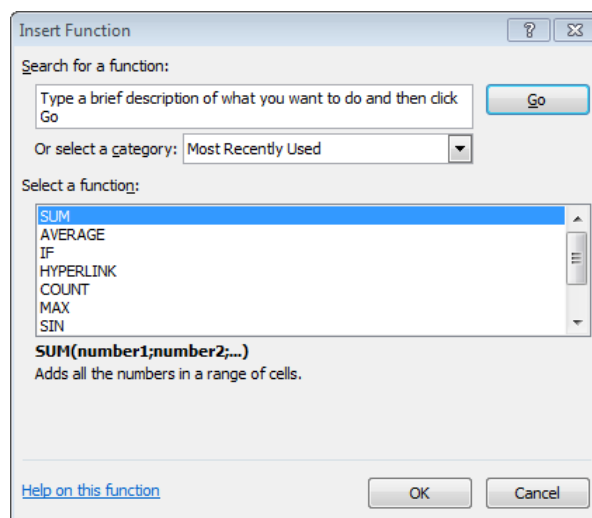 Insert Function
Search for a function:
Type a brief description of what you want to do and then click
Go
Go
Or select a category: Most Recently Used
Select a function:
SUM
AVERAGE
IF
HYPERLINK
COUNT
MAX
SIN
SUM(number1;number2;...)
Adds all the numbers in a range of cells.
Help on this function
OK
Cancel